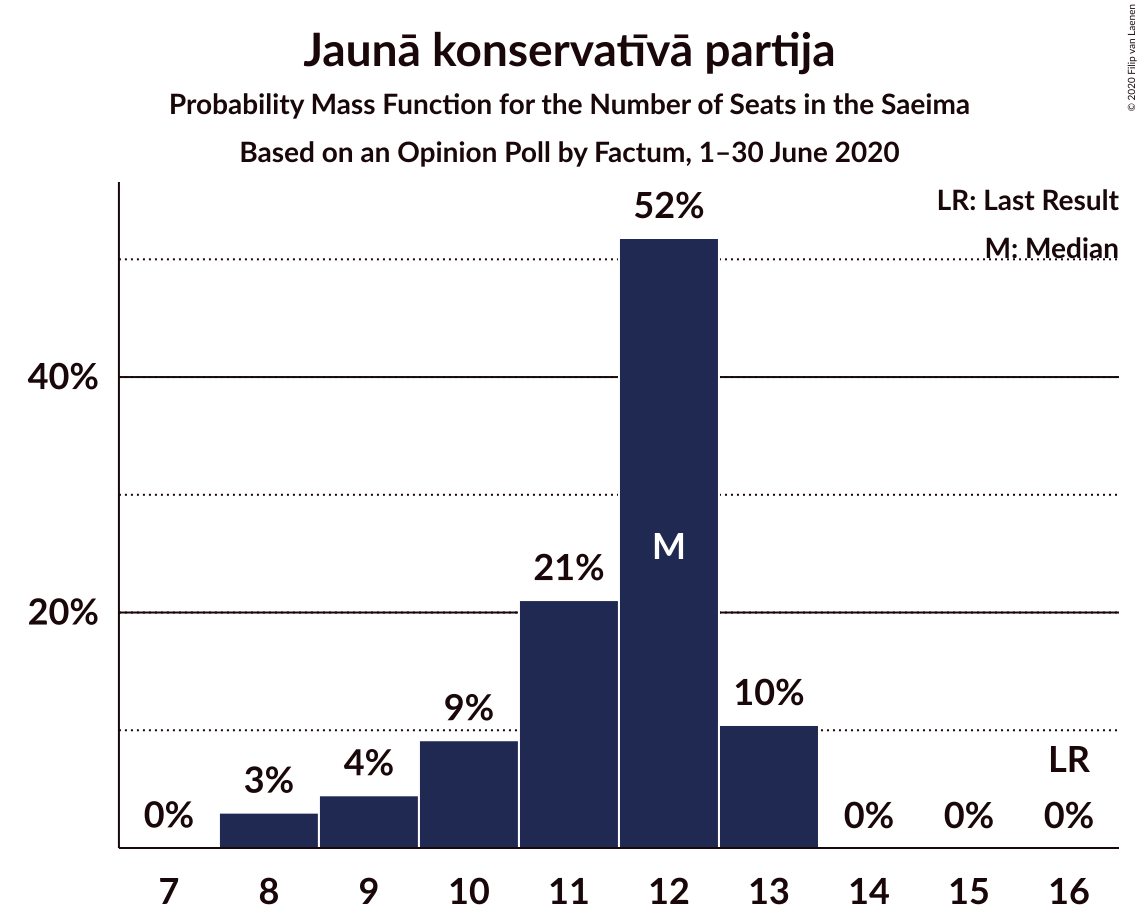 Jaunā konservatīvā partija
Probability Mass Function for the Number of Seats in the Saeima
Based on an Opinion Poll by Factum, 1–30 June 2020
© 2020 Filip van Laenen
LR: Last Result
M: Median
52%
40%
M
21%
20%
10%
9%
4%
3%
LR
0%
0%
0%
0%
7
8
9
10
11
12
13
14
15
16